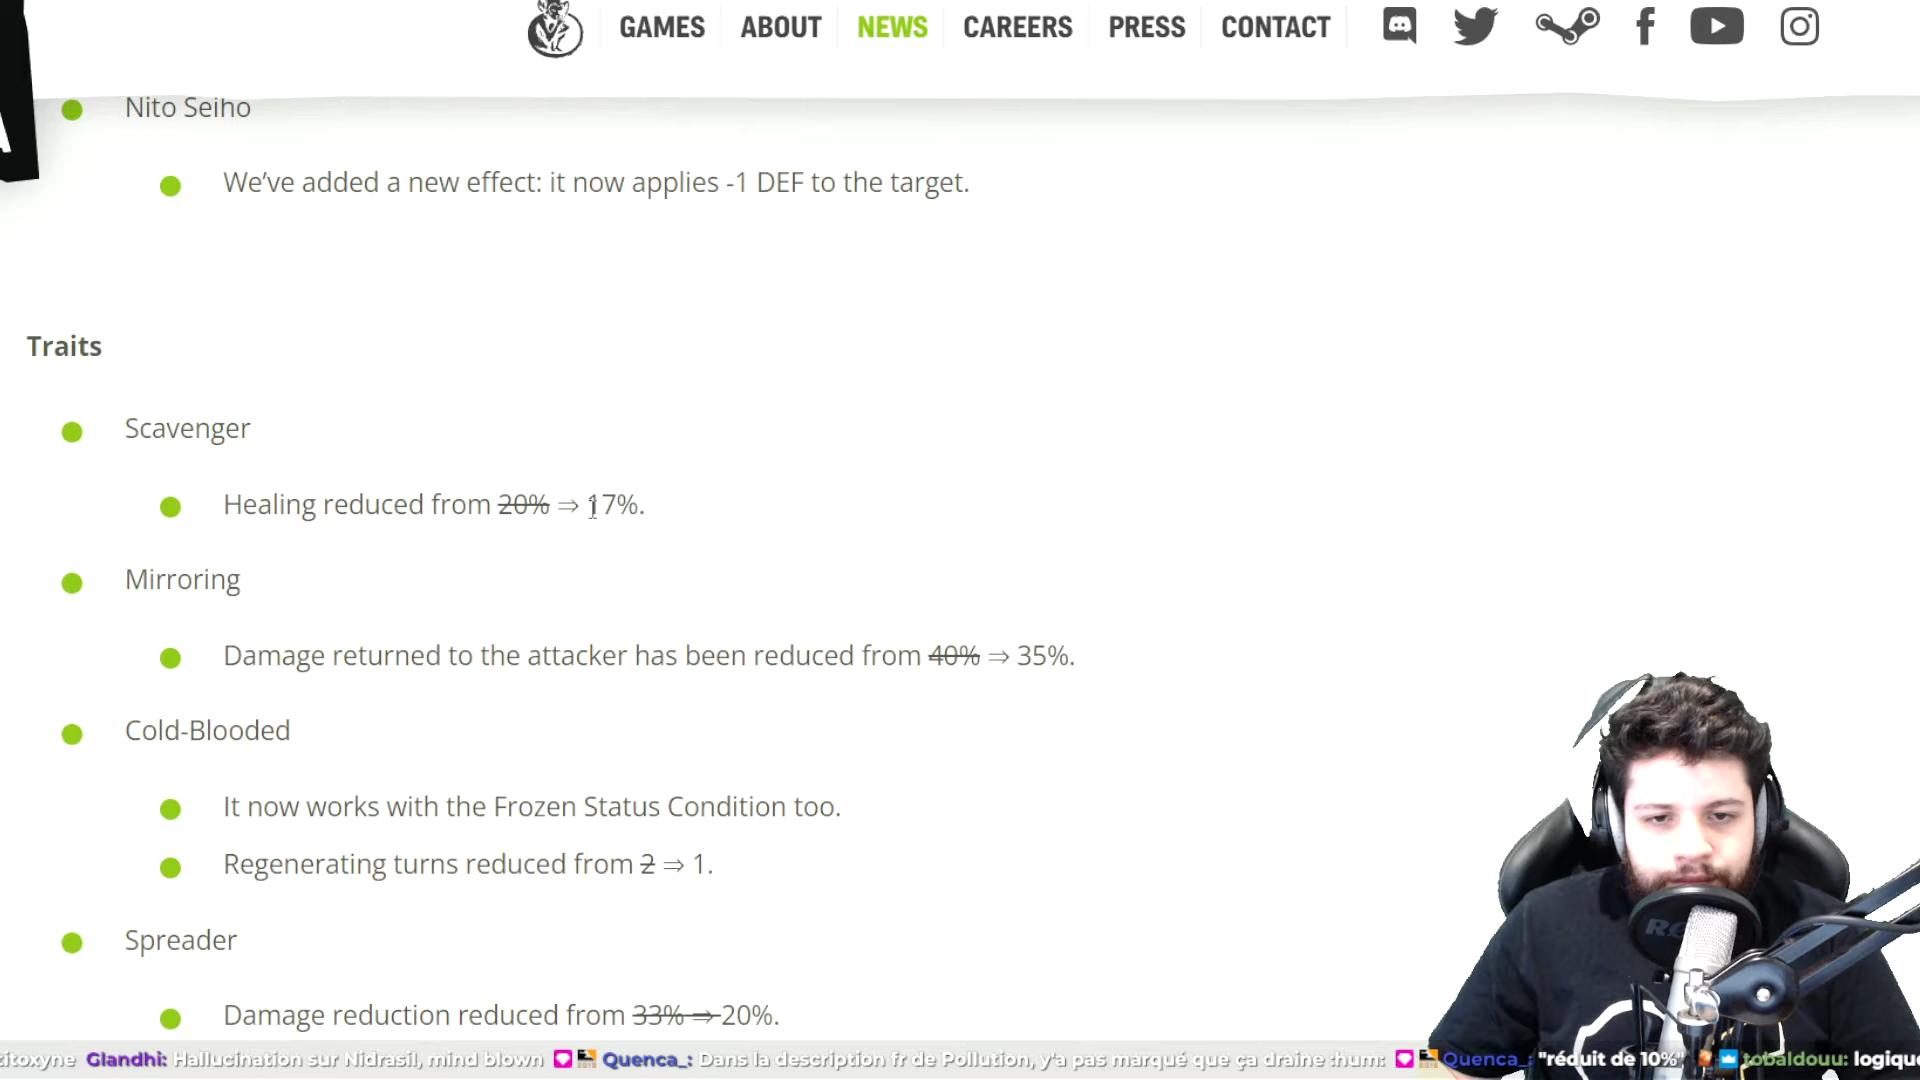 GAMES ABOUT NEWS CAREERS PRESS CONTACT
Nito Seiho
We've added a new effect: it now applies -1 DEF to the target.
Traits
Scavenger
Healing reduced from 20% ⇒ 17%.
Mirroring
Damage returned to the attacker has been reduced from 40% ⇒ 35%.
Cold-Blooded
It now works with the Frozen Status Condition too.
Regenerating turns reduced from 2 ⇒ 1.
Spreader
Damage reduction reduced from 33% ⇒ 20%.
Glandhi: Hallucination sur Nidrasil, mind blown Quenca_: Dans la description fr de Pollution, y'a pas marqué que ça draine :hum: Quenca_: "réduit de 10%" tobaldouu: logique